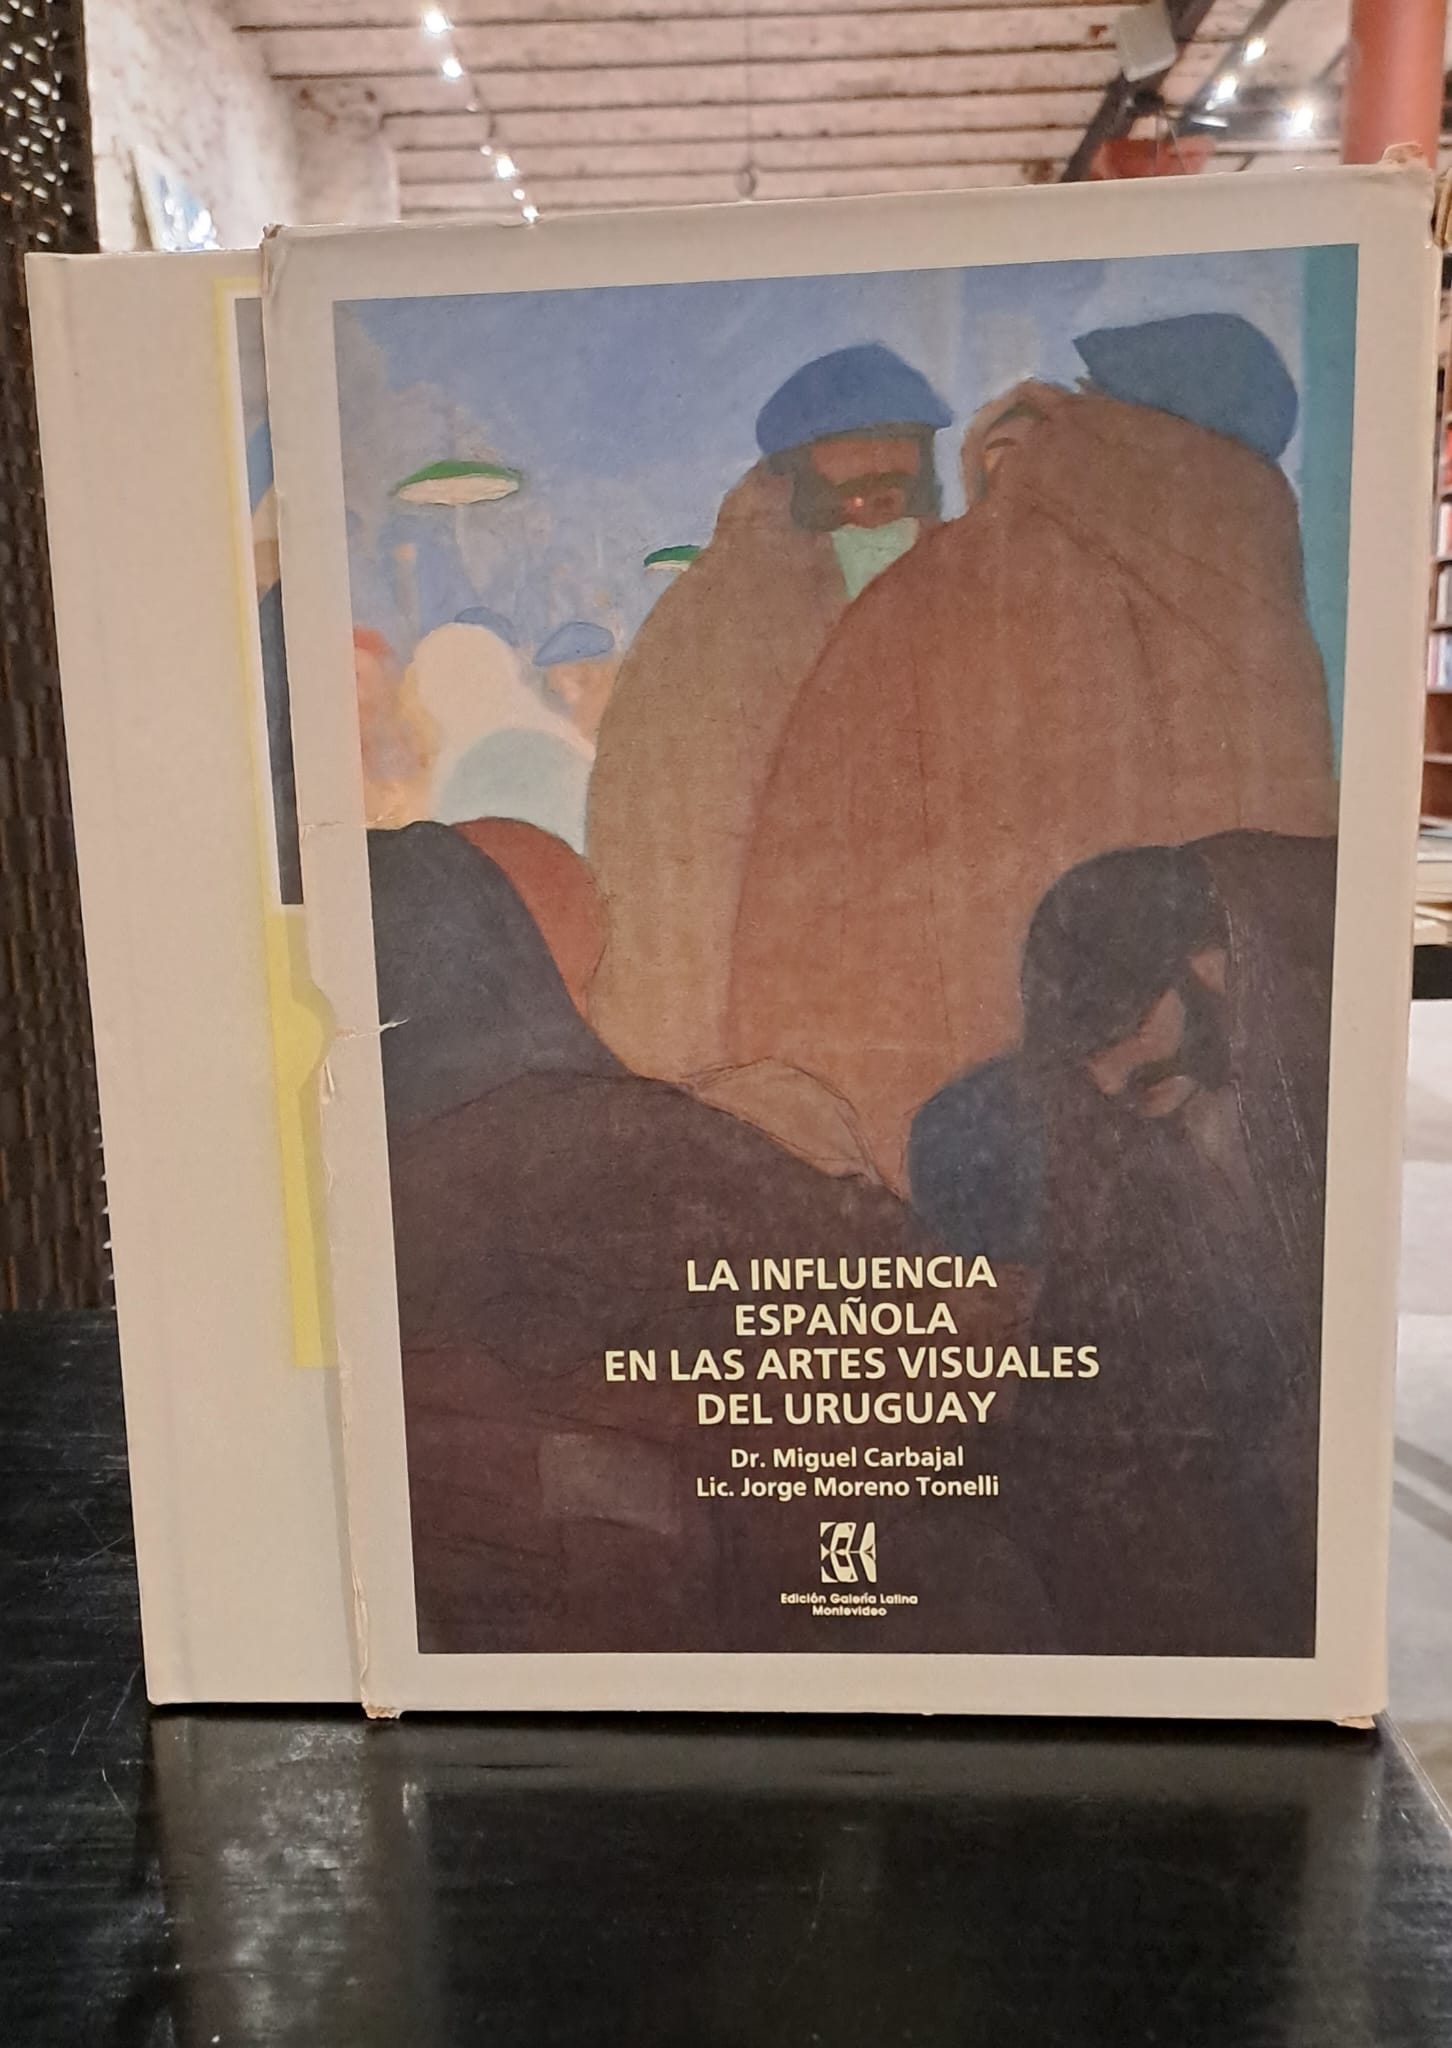 LA INFLUENCIA
ESPAÑOLA
EN LAS ARTES VISUALES
DEL URUGUAY
Dr. Miguel Carbajal
Lic. Jorge Moreno Tonelli
Edición Galería Latina
Montevideo